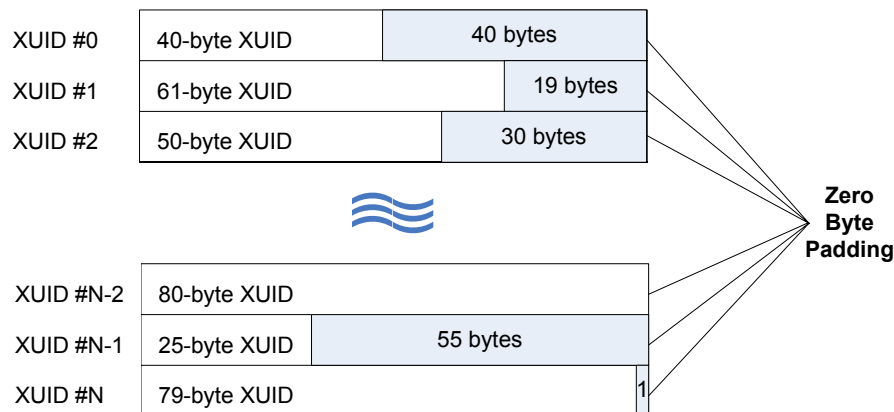 XUID #0 40-byte XUID 40 bytes
XUID #1 61-byte XUID 19 bytes
XUID #2 50-byte XUID 30 bytes
Zero
Byte
Padding
XUID #N-2 80-byte XUID
XUID #N-1 25-byte XUID 55 bytes
XUID #N 79-byte XUID 1